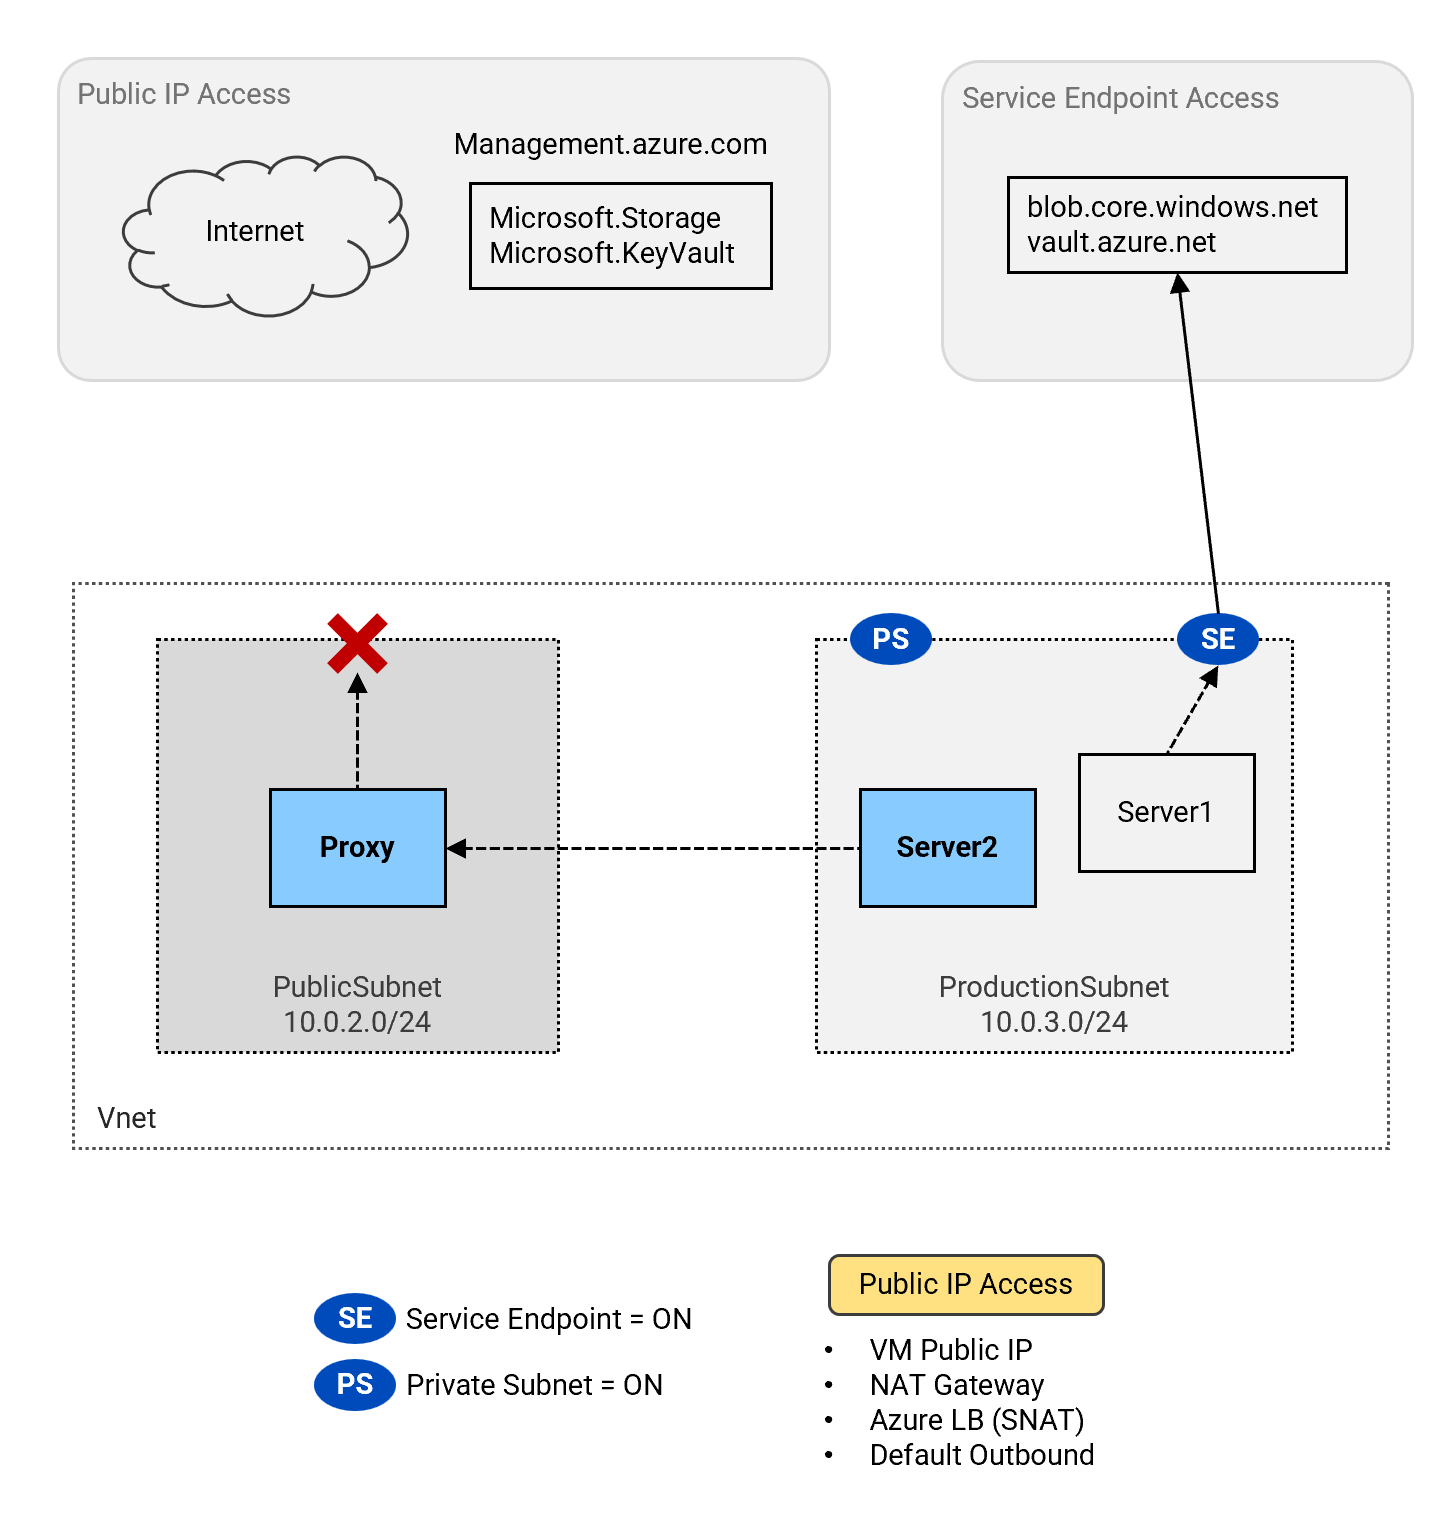 Public IP Access
Service Endpoint Access
Management.azure.com
Internet
Microsoft.Storage
Microsoft.KeyVault
blob.core.windows.net
vault.azure.net
PS
SE
Server1
Proxy
Server2
PublicSubnet
10.0.2.0/24
ProductionSubnet
10.0.3.0/24
Vnet
SE Service Endpoint = ON
PS Private Subnet = ON
Public IP Access
• VM Public IP
• NAT Gateway
• Azure LB (SNAT)
• Default Outbound